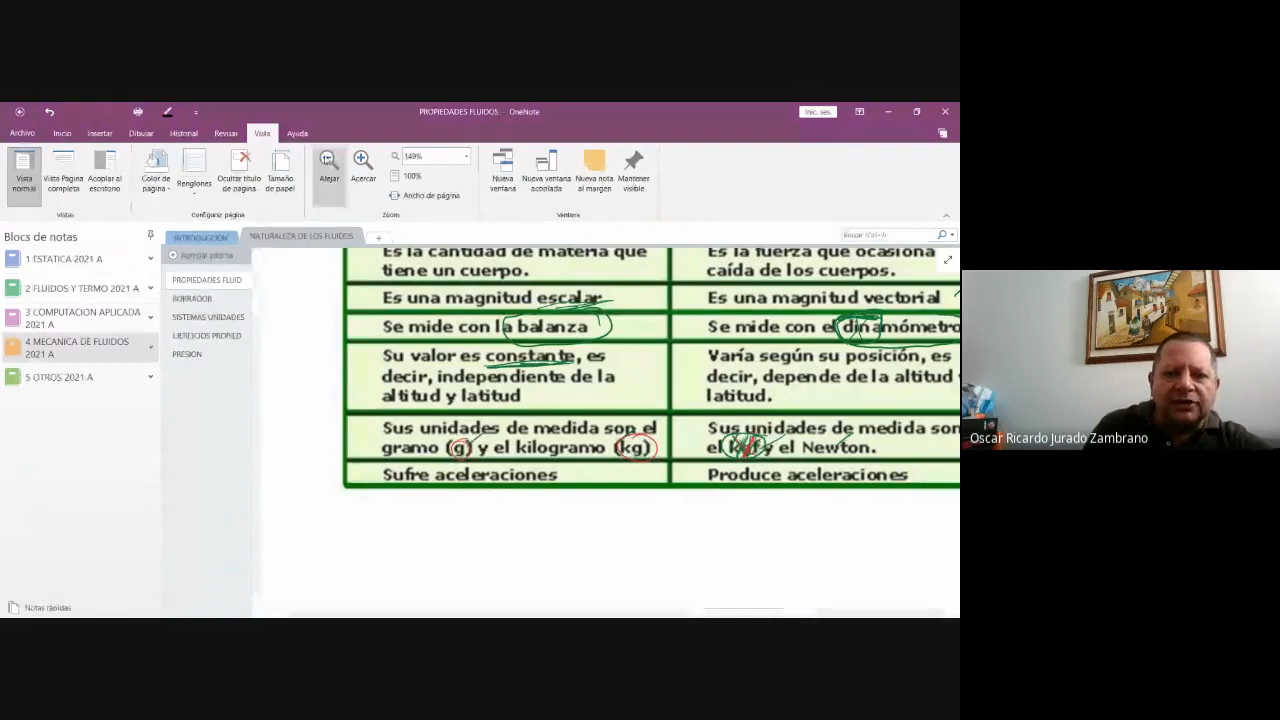 PROPIEDADES FLUIDOS - OneNote
Inic. ses.
Archivo Inicio Insertar Dibujar Historial Revisar Vista Ayuda
Vista normal
Vista Página completa
Acoplar al escritorio
Color de página
Renglones
Ocultar título de página
Tamaño de papel
Alejar
Acercar
149%
100%
Ancho de página
Nueva ventana
Nueva ventana acoplada
Nueva nota al margen
Mantener visible
Vistas
Configurar página
Zoom
Ventana
Blocs de notas
INTRODUCCIÓN
NATURALEZA DE LOS FLUIDOS
+
Buscar (Ctrl+E)
1 ESTATICA 2021 A
2 FLUIDOS Y TERMO 2021 A
3 COMPUTACION APLICADA
2021 A
4 MECANICA DE FLUIDOS
2021 A
5 OTROS 2021 A
Agregar página
PROPIEDADES FLUID
BORRADOR
SISTEMAS UNIDADES
EJERCICIOS PROPIED
PRESION
Es la cantidad de materia que
tiene un cuerpo.
Es la fuerza que ocasiona
caída de los cuerpos.
Es una magnitud escalar
Es una magnitud vectorial
Se mide con la balanza
Se mide con el dinamómetro
Su valor es constante, es
decir, independiente de la
altitud y latitud
Varía según su posición, es
decir, depende de la altitud
latitud.
Sus unidades de medida son el
gramo (g) y el kilogramo (kg)
Sus unidades de medida son
el y el Newton.
Sufre aceleraciones
Produce aceleraciones
Notas rápidas
Oscar Ricardo Jurado Zambrano